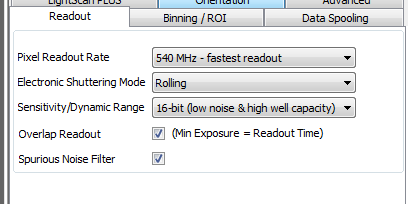 LightScan PLUS Orientation Advanced
Readout Binning / ROI Data Spooling
Pixel Readout Rate 540 MHz - fastest readout
Electronic Shuttering Mode Rolling
Sensitivity/Dynamic Range 16-bit (low noise & high well capacity)
Overlap Readout (Min Exposure = Readout Time)
Spurious Noise Filter